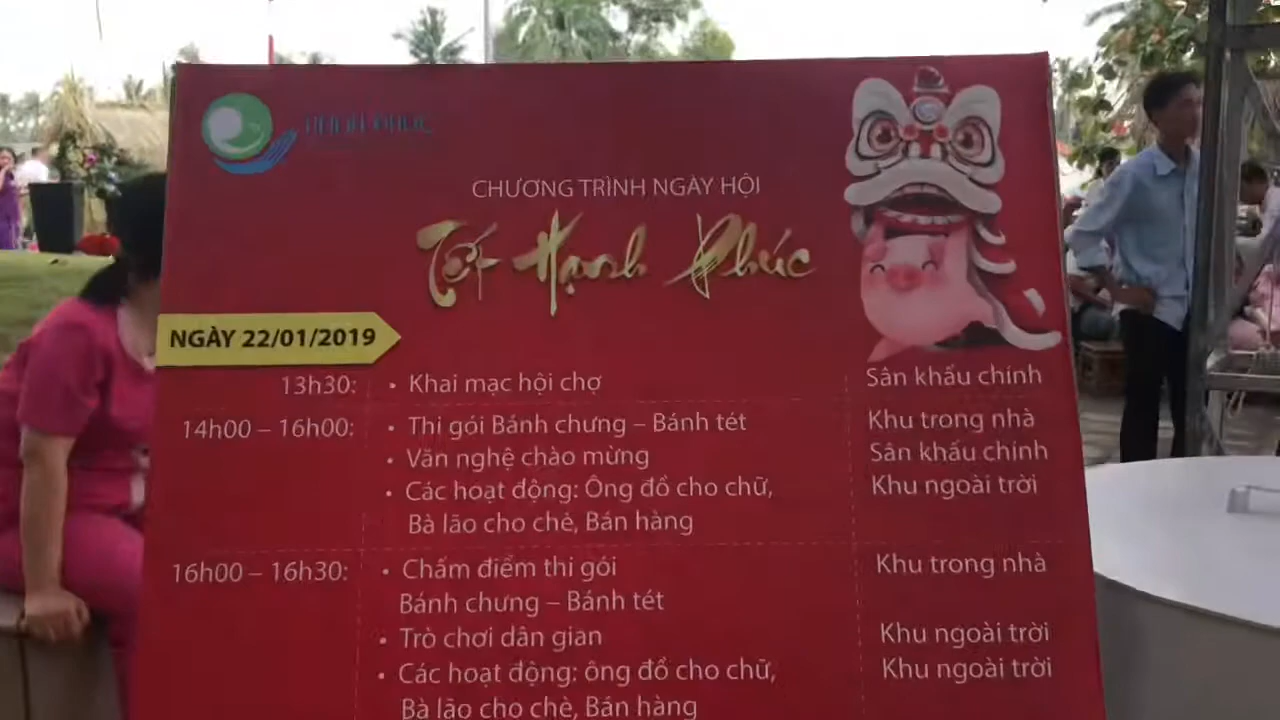 HẠNH PHÚC
CHƯƠNG TRÌNH NGÀY HỘI
Tết Hạnh Phúc
NGÀY 22/01/2019
13h30: • Khai mạc hội chợ Sân khấu chính
14h00 – 16h00: • Thi gói Bánh chưng – Bánh tét Khu trong nhà
• Văn nghệ chào mừng Sân khấu chính
• Các hoạt động: Ông đồ cho chữ, Khu ngoài trời
Bà lão cho chè, Bán hàng
16h00 – 16h30: • Chấm điểm thi gói Khu trong nhà
Bánh chưng – Bánh tét
• Trò chơi dân gian Khu ngoài trời
• Các hoạt động: ông đồ cho chữ, Khu ngoài trời
Bà lão cho chè, Bán hàng